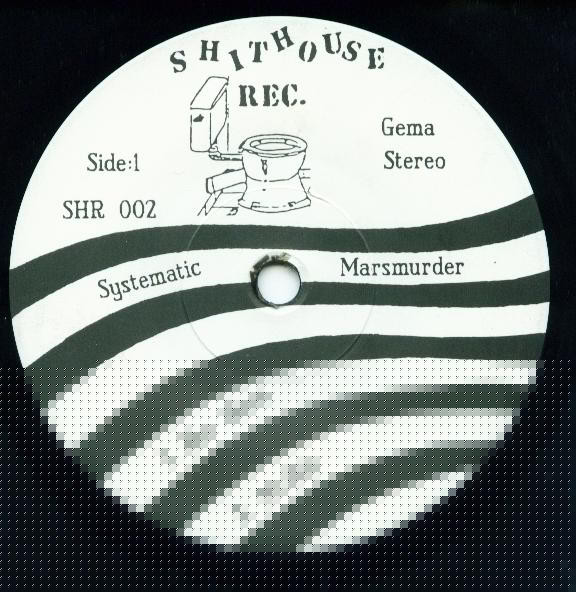 SHITHOUSE
REC.
Gema
Stereo
Side:1
SHR 002
Systematic
Marsmurder